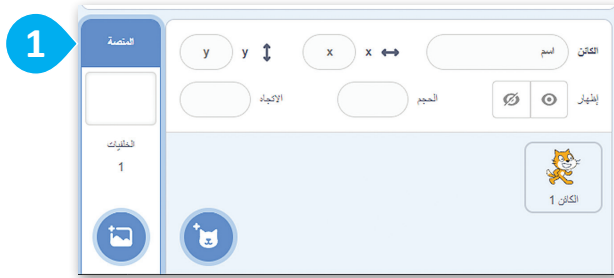 1
الكائن اسم x x y y
إظهار الحجم الاتجاه
الكائن 1
المنصة
الخلفيات
1